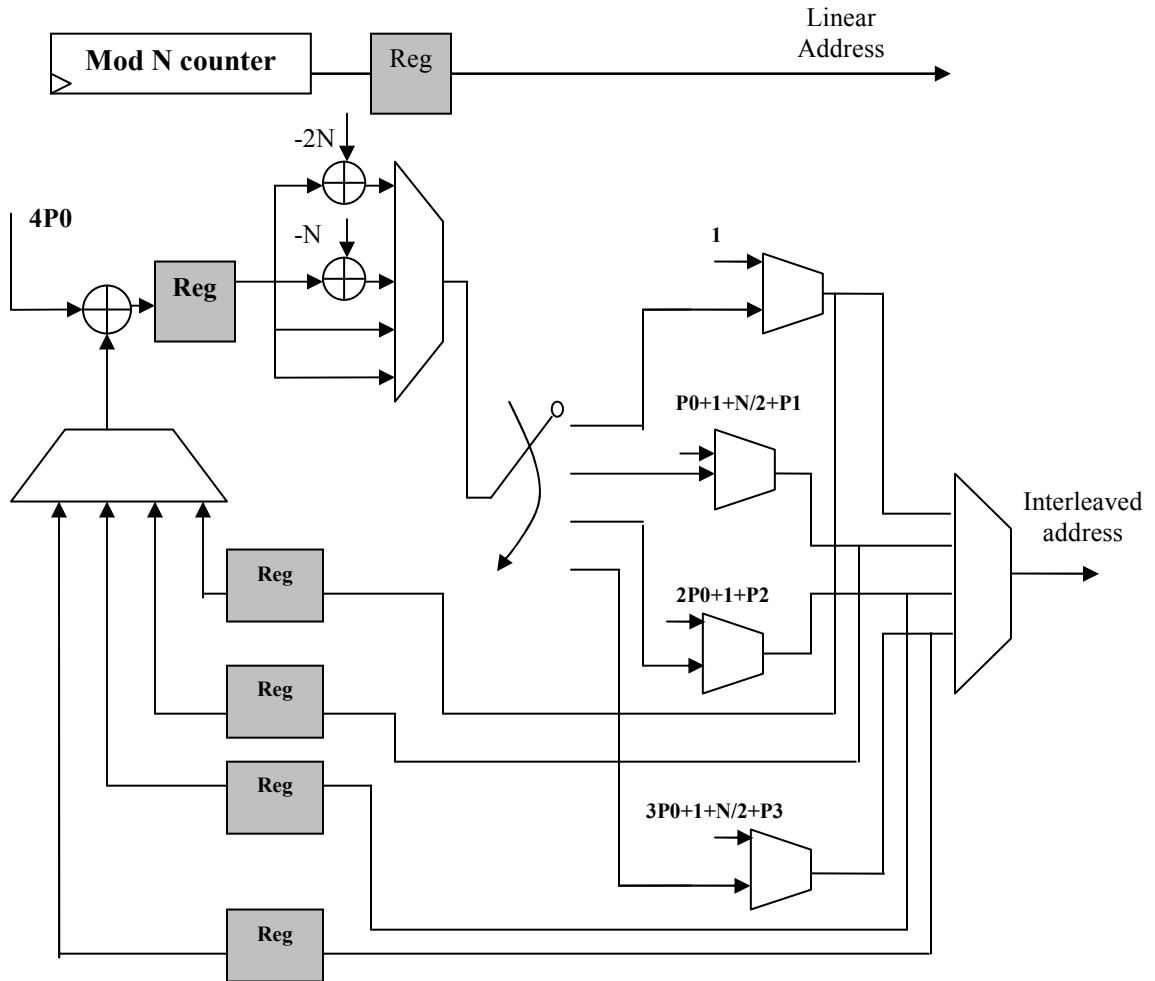 Linear
Address
Mod N counter
Reg
-2N
4P0
-N
Reg
1
P0+1+N/2+P1
Interleaved
address
Reg
2P0+1+P2
Reg
Reg
3P0+1+N/2+P3
Reg